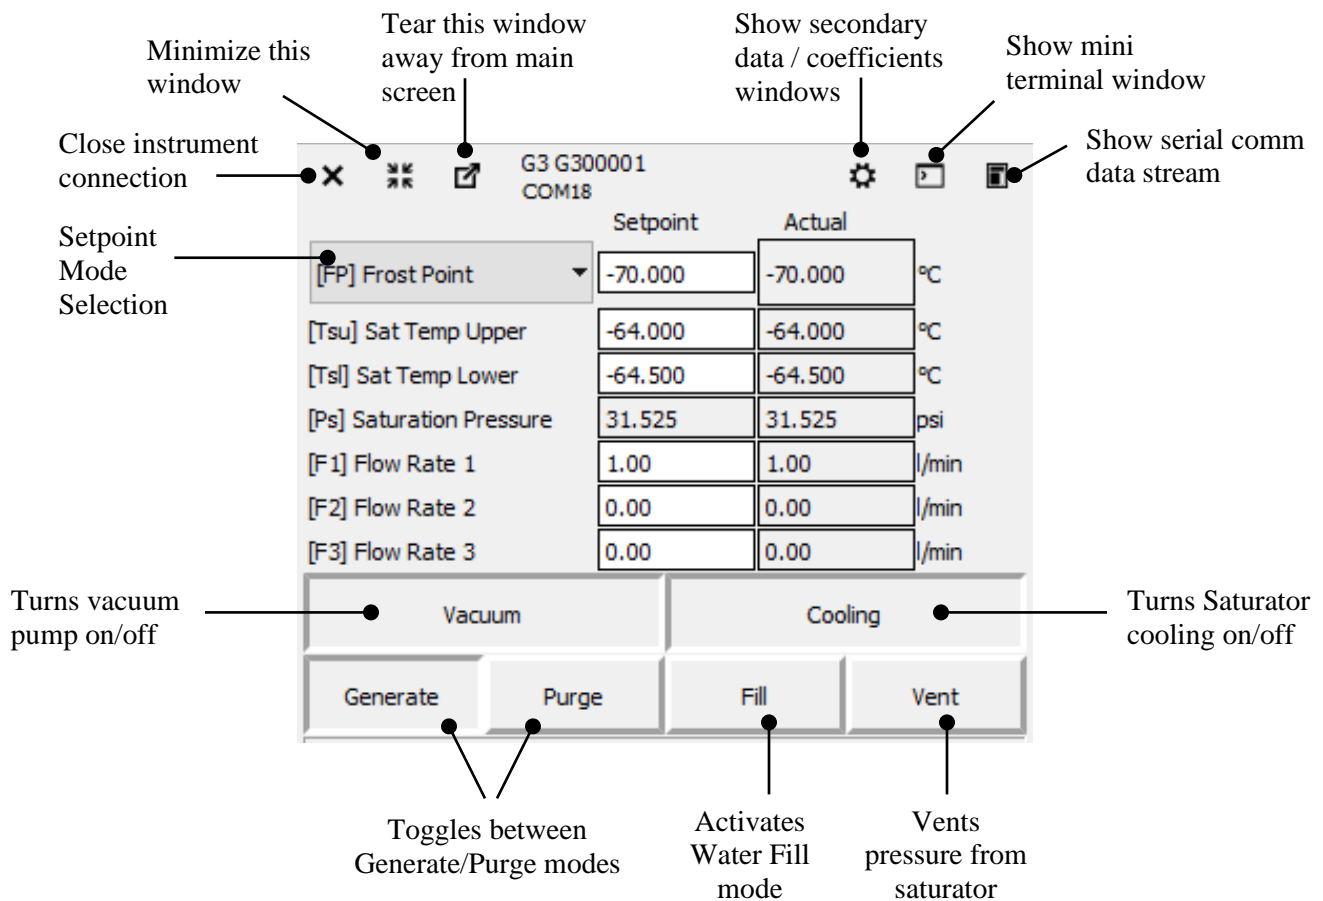 Tear this window
away from main
screen
Show secondary
data / coefficients
windows
Minimize this
window
Show mini
terminal window
Close instrument
connection
Show serial comm
data stream
G3 G300001
COM18
Setpoint Actual
Setpoint
Mode
Selection
[FP] Frost Point -70.000 -70.000 °C
[Tsu] Sat Temp Upper -64.000 -64.000 °C
[Tsl] Sat Temp Lower -64.500 -64.500 °C
[Ps] Saturation Pressure 31.525 31.525 psi
[F1] Flow Rate 1 1.00 1.00 l/min
[F2] Flow Rate 2 0.00 0.00 l/min
[F3] Flow Rate 3 0.00 0.00 l/min
Turns vacuum
pump on/off
Vacuum Cooling
Turns Saturator
cooling on/off
Generate Purge Fill Vent
Toggles between
Generate/Purge modes
Activates
Water Fill
mode
Vents
pressure from
saturator